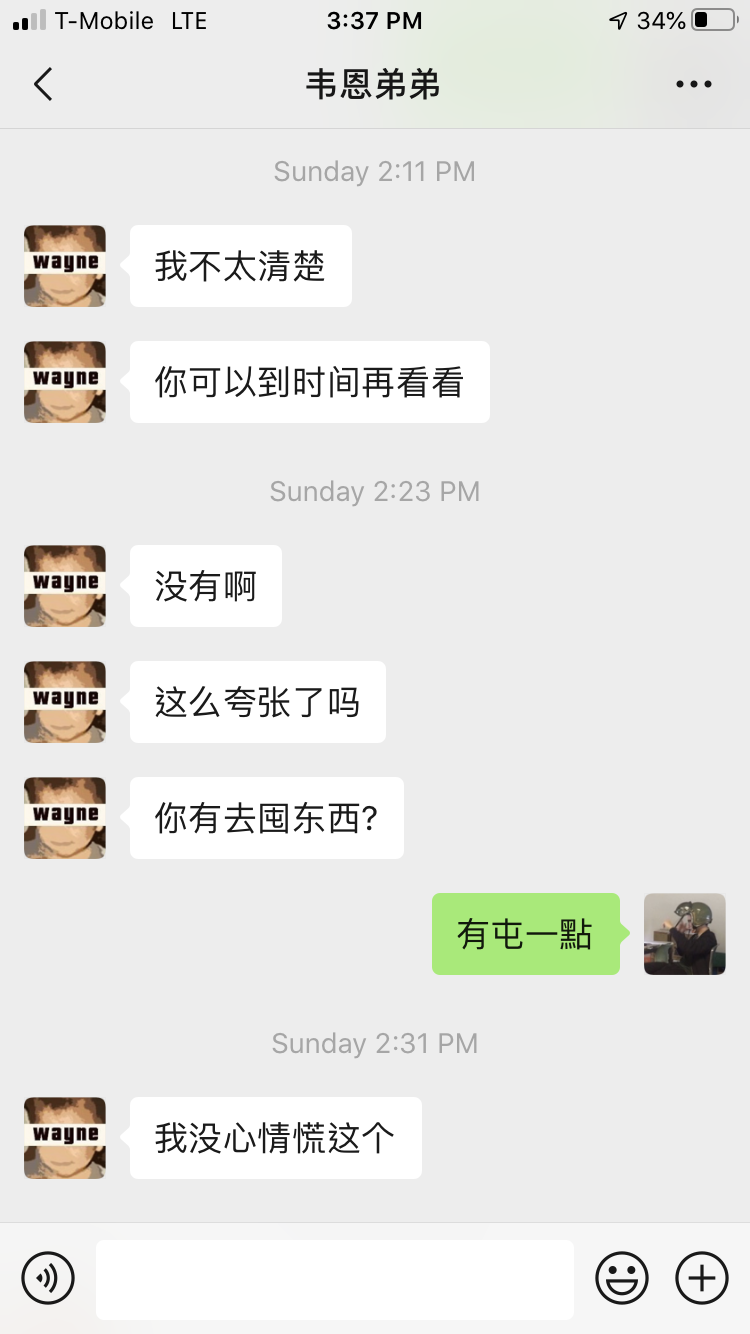 T-Mobile LTE 3:37 PM 34%
韦恩弟弟
Sunday 2:11 PM
wayne
我不太清楚
wayne
你可以到时间再看看
Sunday 2:23 PM
wayne
没有啊
wayne
这么夸张了吗
wayne
你有去囤东西?
有屯一點
Sunday 2:31 PM
wayne
我没心情慌这个